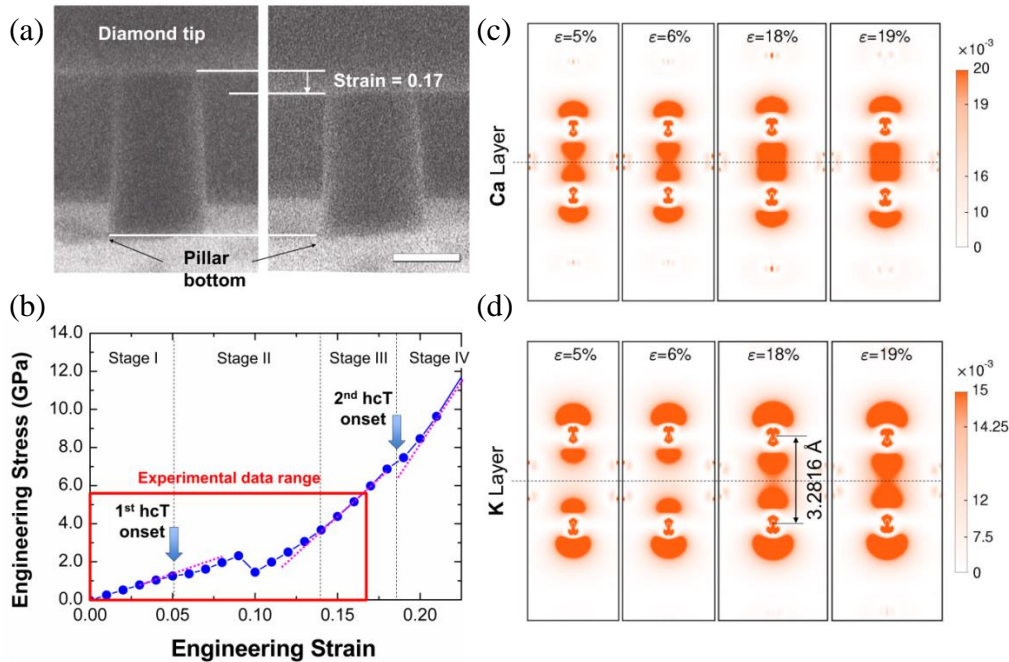 (a)
Diamond tip
Strain = 0.17
Pillar
bottom
(b)
Engineering Stress (GPa)
14.0
12.0
10.0
8.0
6.0
4.0
2.0
0.0
Stage I
Stage II
Stage III
Stage IV
2nd hcT
onset
Experimental data range
1st hcT
onset
0.00
0.05
0.10
0.15
0.20
Engineering Strain
(c)
Ca Layer
ε=5%
ε=6%
ε=18%
ε=19%
×10⁻³
20
19
16
10
0
(d)
K Layer
ε=5%
ε=6%
ε=18%
ε=19%
3.2816 Å
×10⁻³
15
14.25
12
10
0